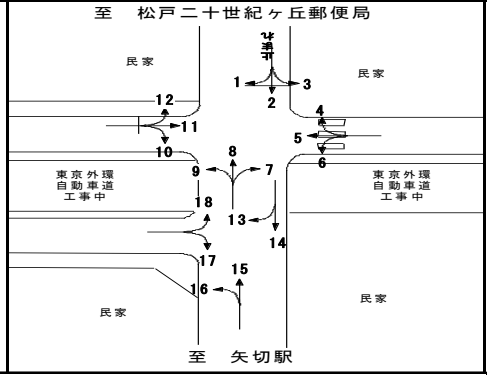 至 松戸二十世紀ヶ丘郵便局
止まれ
民家
民家
1
2
3
12
11
10
4
5
6
東京外環
自動車道
工事中
9
8
7
東京外環
自動車道
工事中
18
13
14
17
15
16
民家
民家
至 矢切駅